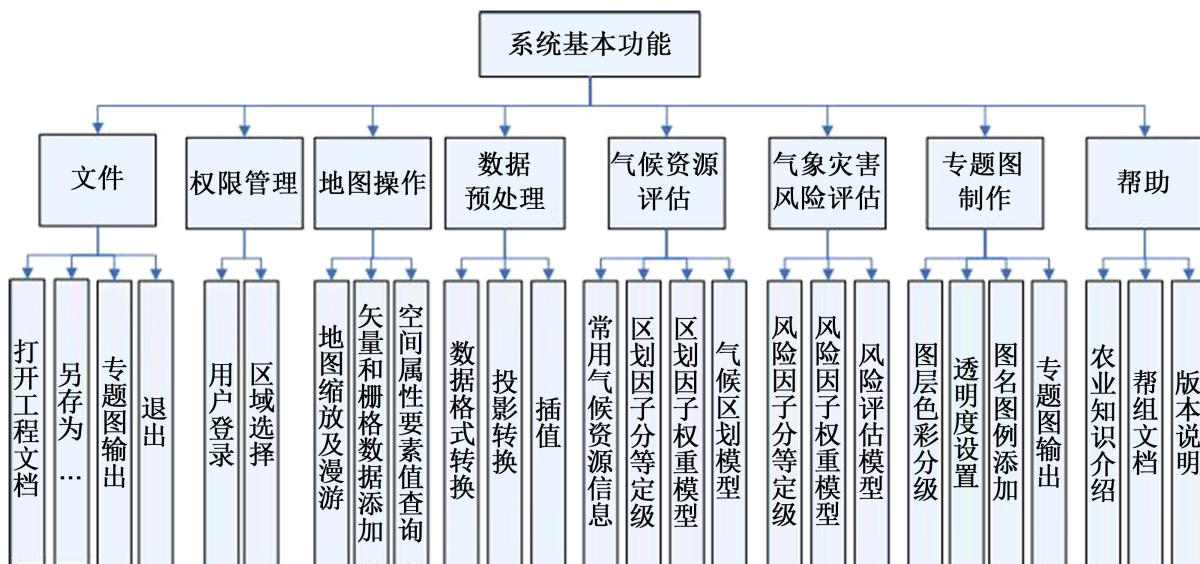 系统基本功能
文件
权限管理
地图操作
数据
预处理
气候资源
评估
气象灾害
风险评估
专题图
制作
帮助
打开工程文档
另存为…
专题图输出
退出
用户登录
区域选择
地图缩放及漫游
矢量和栅格数据添加
空间属性要素值查询
数据格式转换
投影转换
插值
常用气候资源信息
区划因子分等定级
区划因子权重模型
气候区划模型
风险因子分等定级
风险因子权重模型
风险评估模型
图层色彩分级
透明度设置
图名图例添加
专题图输出
农业知识介绍
帮组文档
版本说明